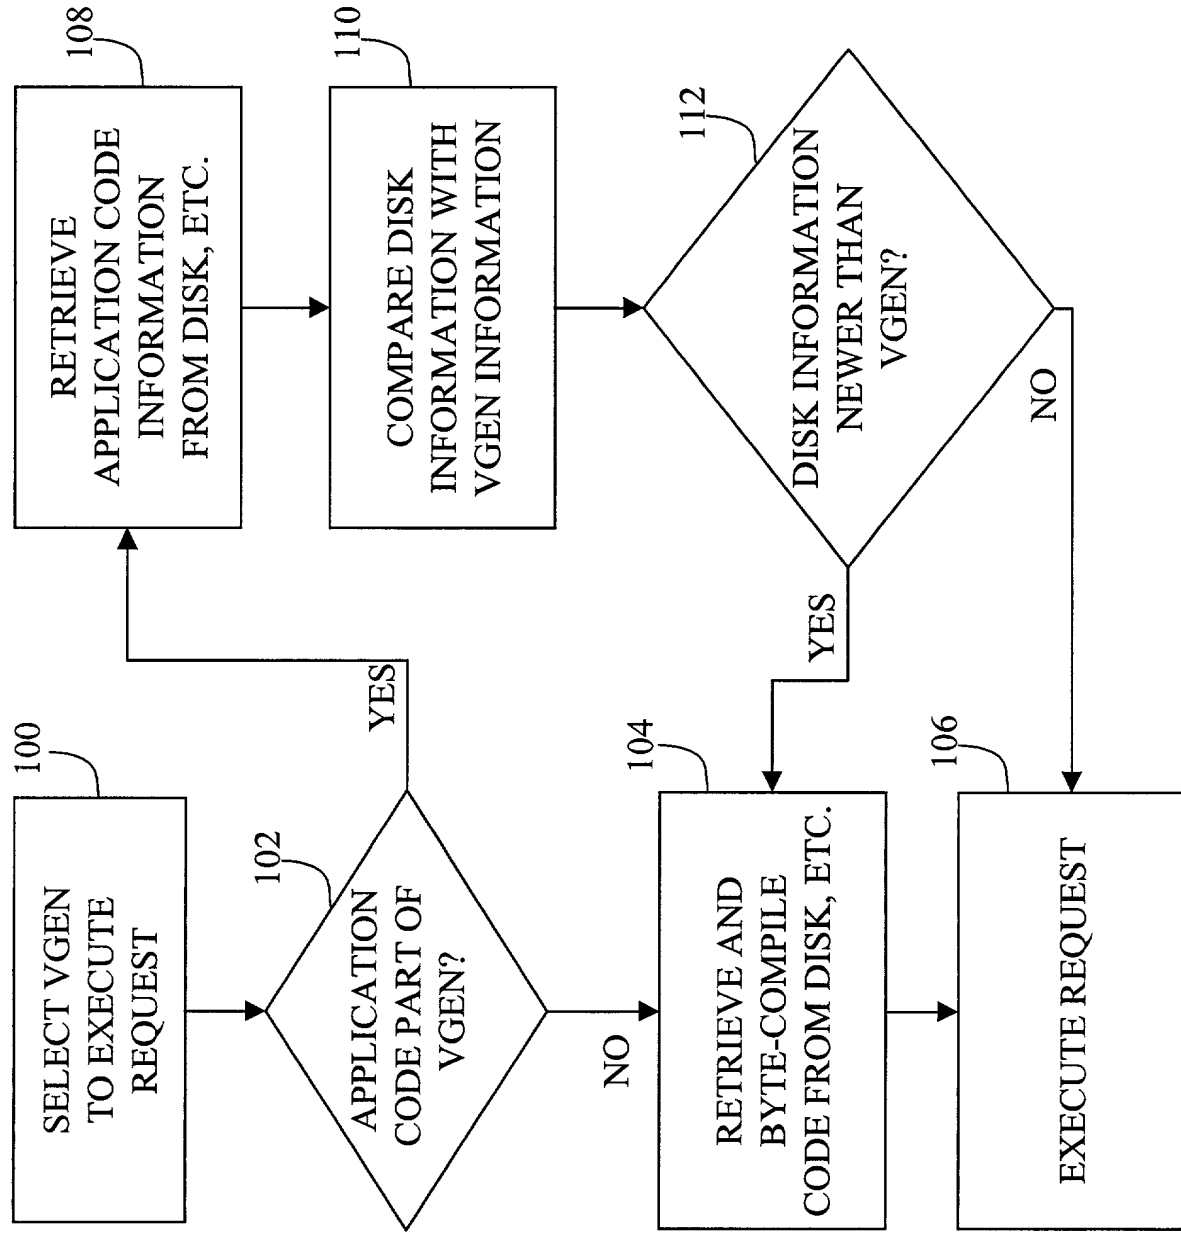 100
SELECT VGEN
TO EXECUTE
REQUEST
102
APPLICATION
CODE PART OF
VGEN?
YES
NO
104
RETRIEVE AND
BYTE-COMPILE
CODE FROM DISK, ETC.
106
EXECUTE REQUEST
108
RETRIEVE
APPLICATION CODE
INFORMATION
FROM DISK, ETC.
110
COMPARE DISK
INFORMATION WITH
VGEN INFORMATION
112
DISK INFORMATION
NEWER THAN
VGEN?
YES
NO